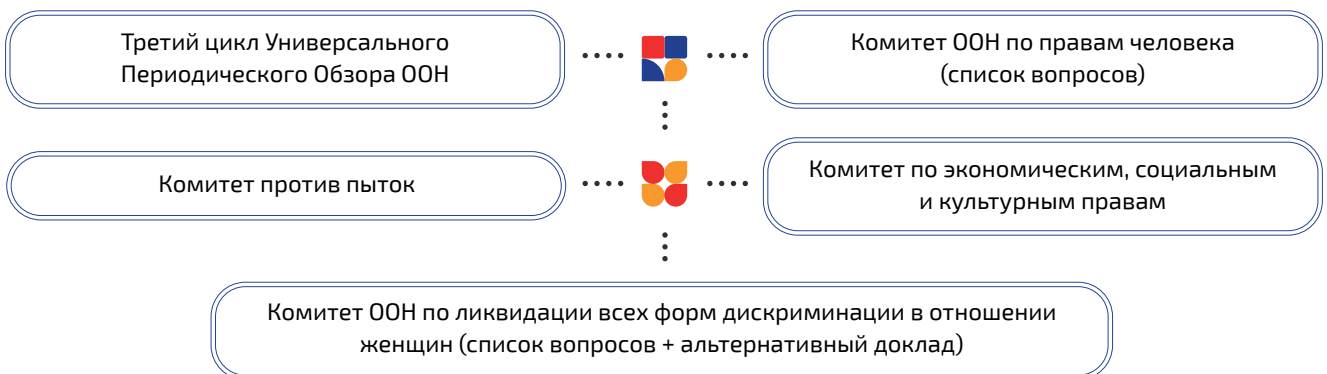 Третий цикл Универсального
Периодического Обзора ООН
Комитет ООН по правам человека
(список вопросов)
Комитет против пыток
Комитет по экономическим, социальным
и культурным правам
Комитет ООН по ликвидации всех форм дискриминации в отношении
женщин (список вопросов + альтернативный доклад)